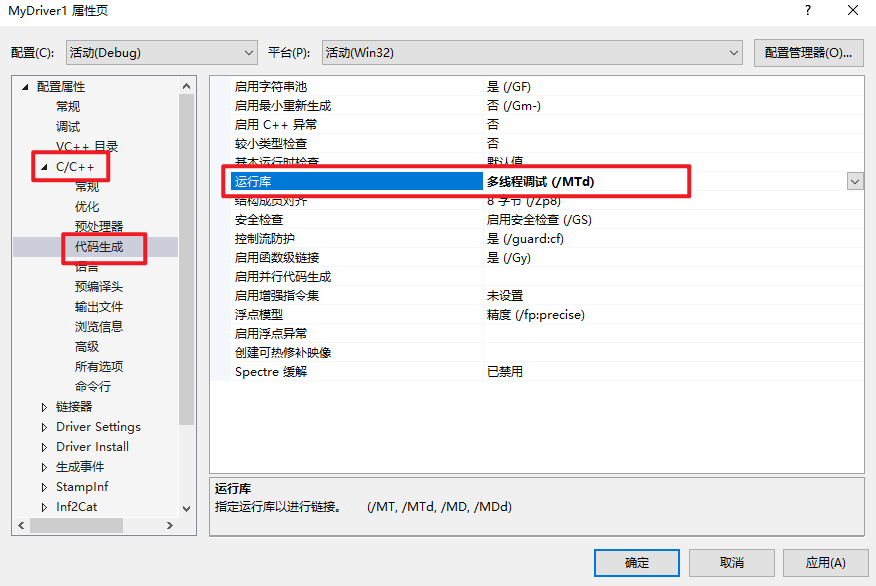 MyDriver1 属性页
配置(C): 活动(Debug) 平台(P): 活动(Win32) 配置管理器(O)...
配置属性
常规
调试
VC++ 目录
C/C++
常规
优化
预处理器
代码生成
语言
预编译头
输出文件
浏览信息
高级
所有选项
命令行
链接器
Driver Settings
Driver Install
生成事件
StampInf
Inf2Cat
启用字符串池 是 (/GF)
启用最小重新生成 否 (/Gm-)
启用 C++ 异常 否
较小类型检查 否
基本运行时检查 默认值
运行库 多线程调试 (/MTd)
结构成员对齐 8 字节 (/Zp8)
安全检查 启用安全检查 (/GS)
控制流防护 是 (/guard:cf)
启用函数级链接 是 (/Gy)
启用并行代码生成
启用增强指令集 未设置
浮点模型 精度 (/fp:precise)
启用浮点异常
创建可热修补映像
Spectre 缓解 已禁用
运行库
指定运行库以进行链接。 (/MT, /MTd, /MD, /MDd)
确定 取消 应用(A)